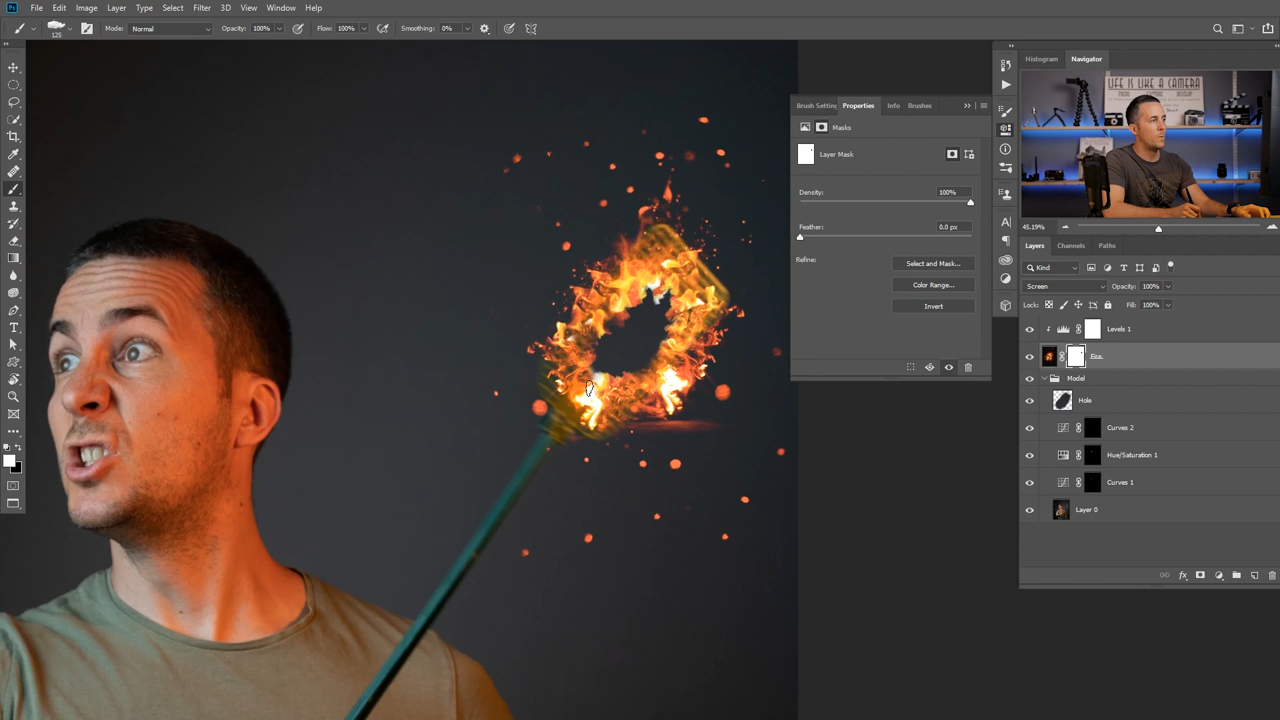 Ps File Edit Image Layer Type Select Filter 3D View Window Help
125 Mode: Normal Opacity: 100% Flow: 100% Smoothing: 0%
Histogram Navigator
LIFE IS LIKE A CAMERA
45.19%
Brush Setting Properties Info Brushes
Masks
Layer Mask
Density: 100%
Feather: 0.0 px
Refine: Select and Mask...
Color Range...
Invert
Layers Channels Paths
Kind
Screen Opacity: 100%
Lock: Fill: 100%
Levels 1
Fire.
Model
Hole
Curves 2
Hue/Saturation 1
Curves 1
Layer 0